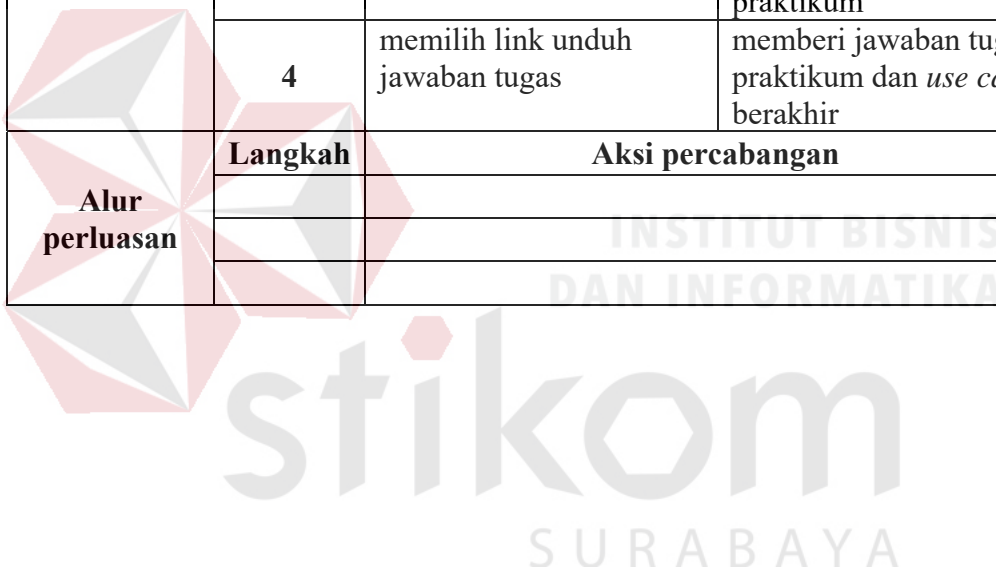 praktikum
memilih link unduh memberi jawaban
4 jawaban tugas praktikum dan use
berakhir
Langkah Aksi percabangan
Alur
perluasan
INSTITUT BISNIS
DAN INFORMATIKA
stikom
SURABAYA